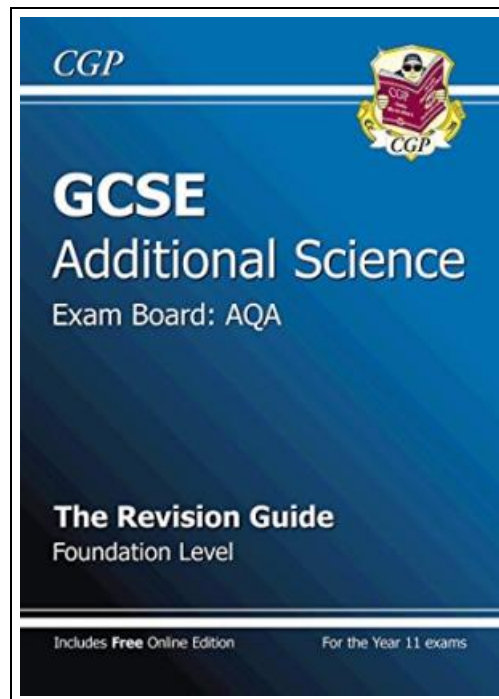 CGP
CGP
CGP
GCSE
Additional Science
Exam Board: AQA
The Revision Guide
Foundation Level
Includes Free Online Edition
For the Year 11 exams